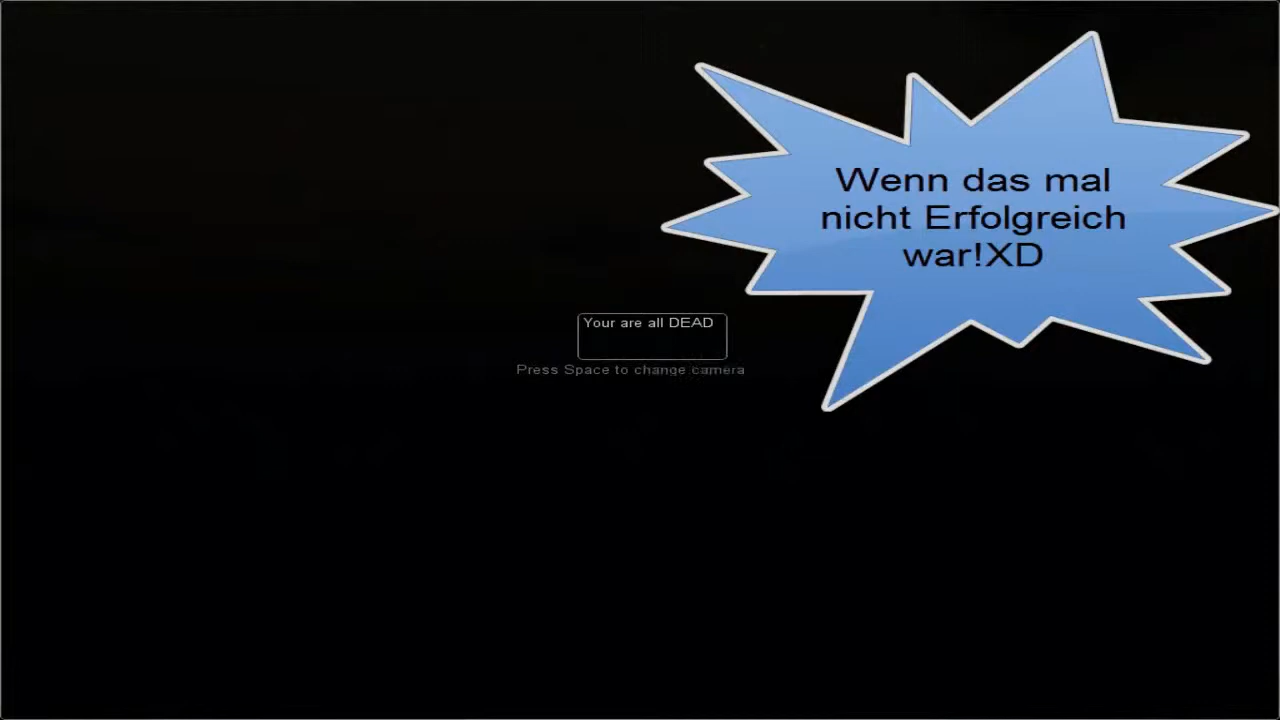 Wenn das mal
nicht Erfolgreich
war!XD
Your are all DEAD
Press Space to change camera